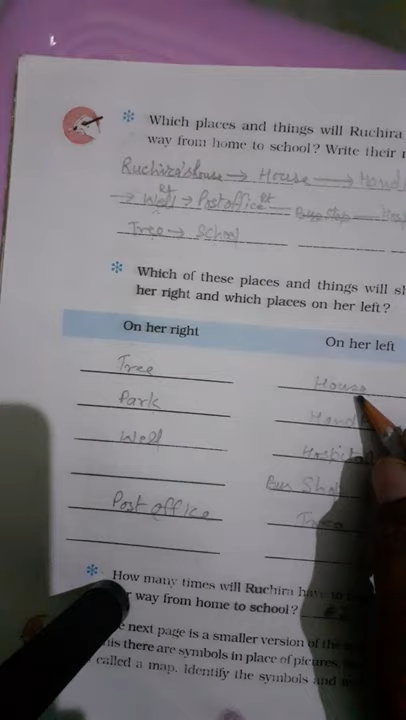 * Which places and things will Ruchira
way from home to school? Write their
Ruchira's house → House → Hand
→ Well → Post office
Tree → School
* Which of these places and things will
her right and which places on her left?
On her right On her left
Tree House
Park Hand
Well Hospital
Bus Stop
Post office Tree
* How many times will Ruchira have to
way from home to school?
next page is a smaller version of the
there are symbols in place of pictures.
called a map. Identify the symbols and